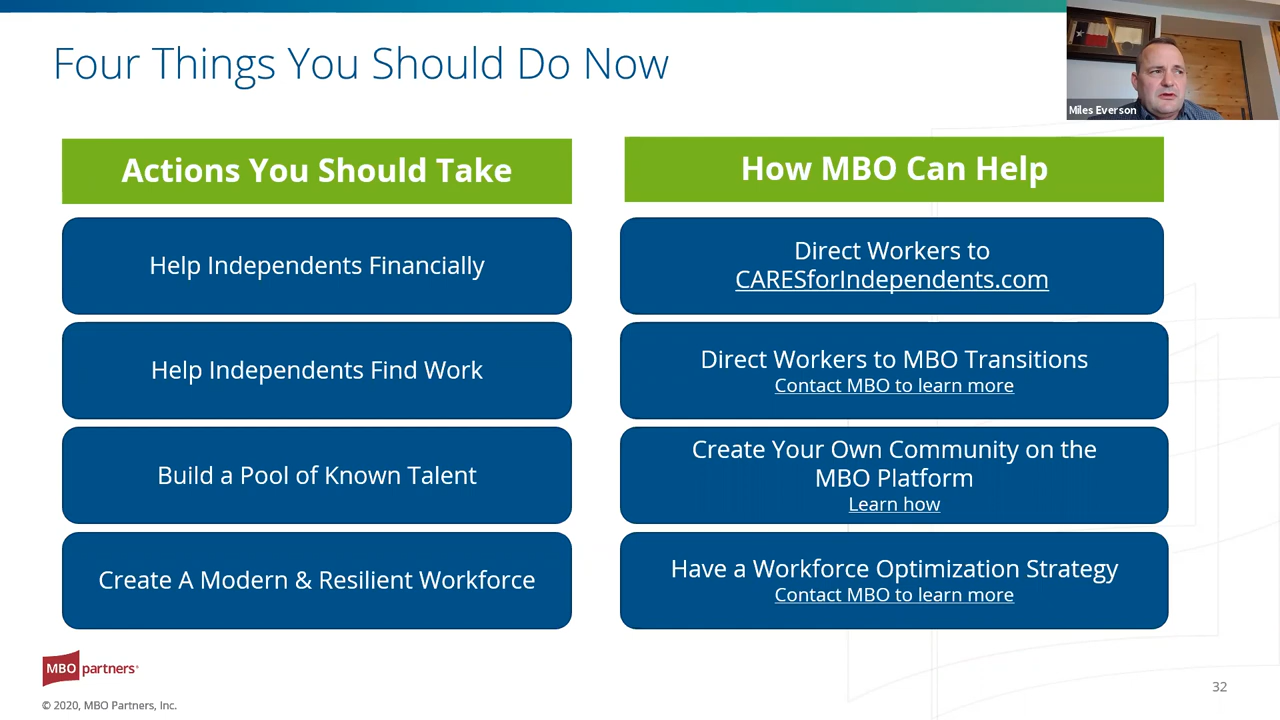 Four Things You Should Do Now
Miles Everson
Actions You Should Take
How MBO Can Help
Help Independents Financially
Direct Workers to
CARESforIndependents.com
Help Independents Find Work
Direct Workers to MBO Transitions
Contact MBO to learn more
Build a Pool of Known Talent
Create Your Own Community on the
MBO Platform
Learn how
Create A Modern & Resilient Workforce
Have a Workforce Optimization Strategy
Contact MBO to learn more
MBO partners
© 2020, MBO Partners, Inc.
32